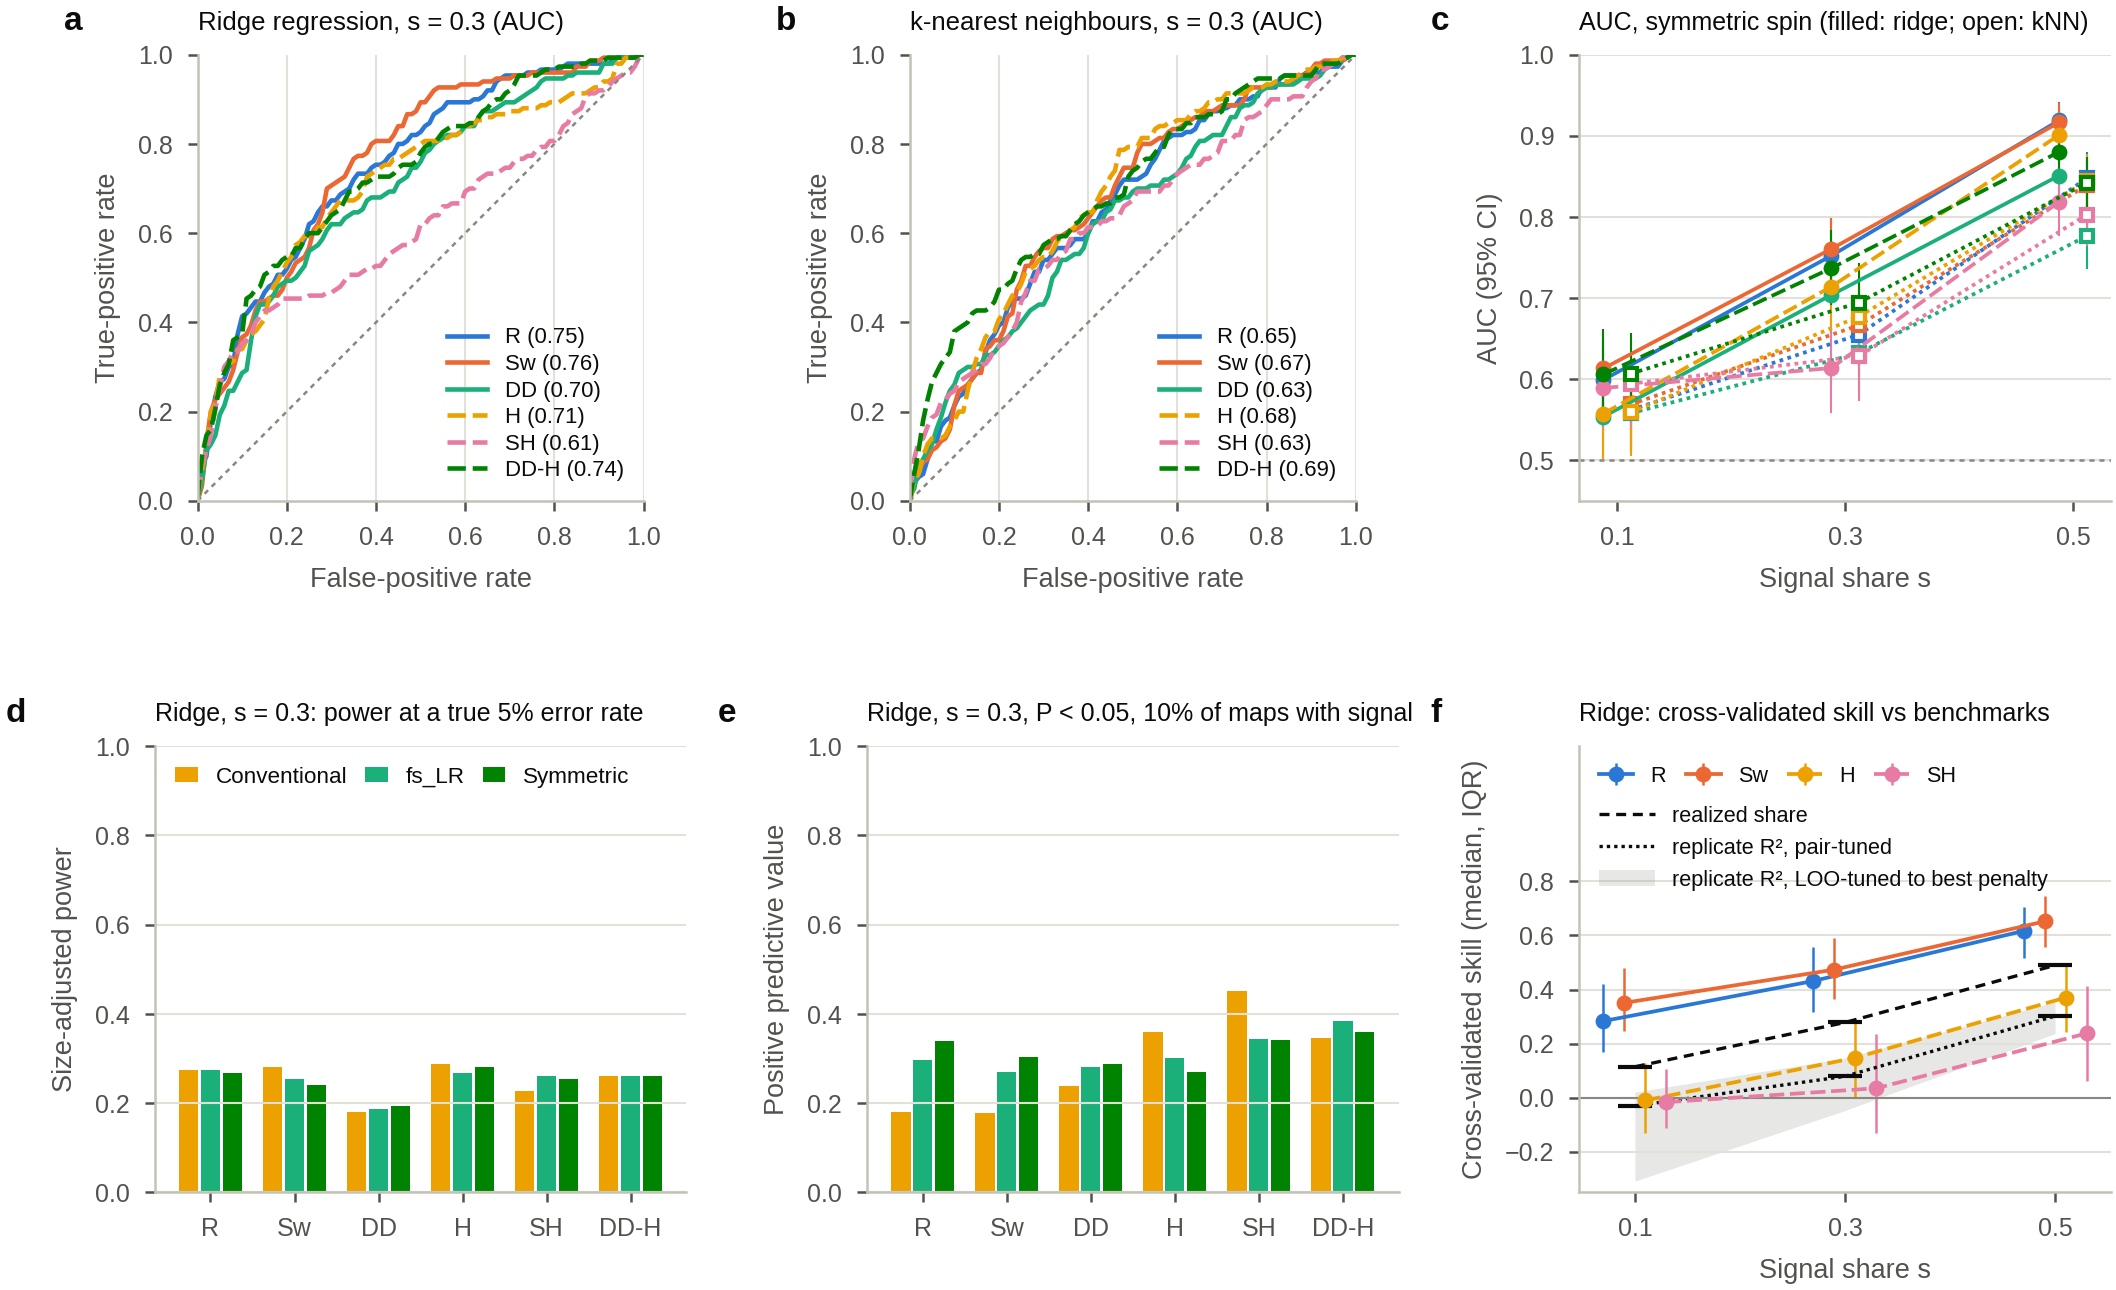 a
Ridge regression, s = 0.3 (AUC)
True-positive rate
1.0
0.8
0.6
0.4
0.2
0.0
R (0.75)
Sw (0.76)
DD (0.70)
H (0.71)
SH (0.61)
DD-H (0.74)
0.0 0.2 0.4 0.6 0.8 1.0
False-positive rate
b
k-nearest neighbours, s = 0.3 (AUC)
True-positive rate
1.0
0.8
0.6
0.4
0.2
0.0
R (0.65)
Sw (0.67)
DD (0.63)
H (0.68)
SH (0.63)
DD-H (0.69)
0.0 0.2 0.4 0.6 0.8 1.0
False-positive rate
c
AUC, symmetric spin (filled: ridge; open: kNN)
AUC (95% CI)
1.0
0.9
0.8
0.7
0.6
0.5
0.1 0.3 0.5
Signal share s
d
Ridge, s = 0.3: power at a true 5% error rate
Size-adjusted power
1.0
0.8
0.6
0.4
0.2
0.0
Conventional fs_LR Symmetric
R Sw DD H SH DD-H
e
Ridge, s = 0.3, P < 0.05, 10% of maps with signal
Positive predictive value
1.0
0.8
0.6
0.4
0.2
0.0
R Sw DD H SH DD-H
f
Ridge: cross-validated skill vs benchmarks
Cross-validated skill (median, IQR)
R Sw H SH
realized share
replicate R², pair-tuned
replicate R², LOO-tuned to best penalty
0.8
0.6
0.4
0.2
0.0
−0.2
0.1 0.3 0.5
Signal share s